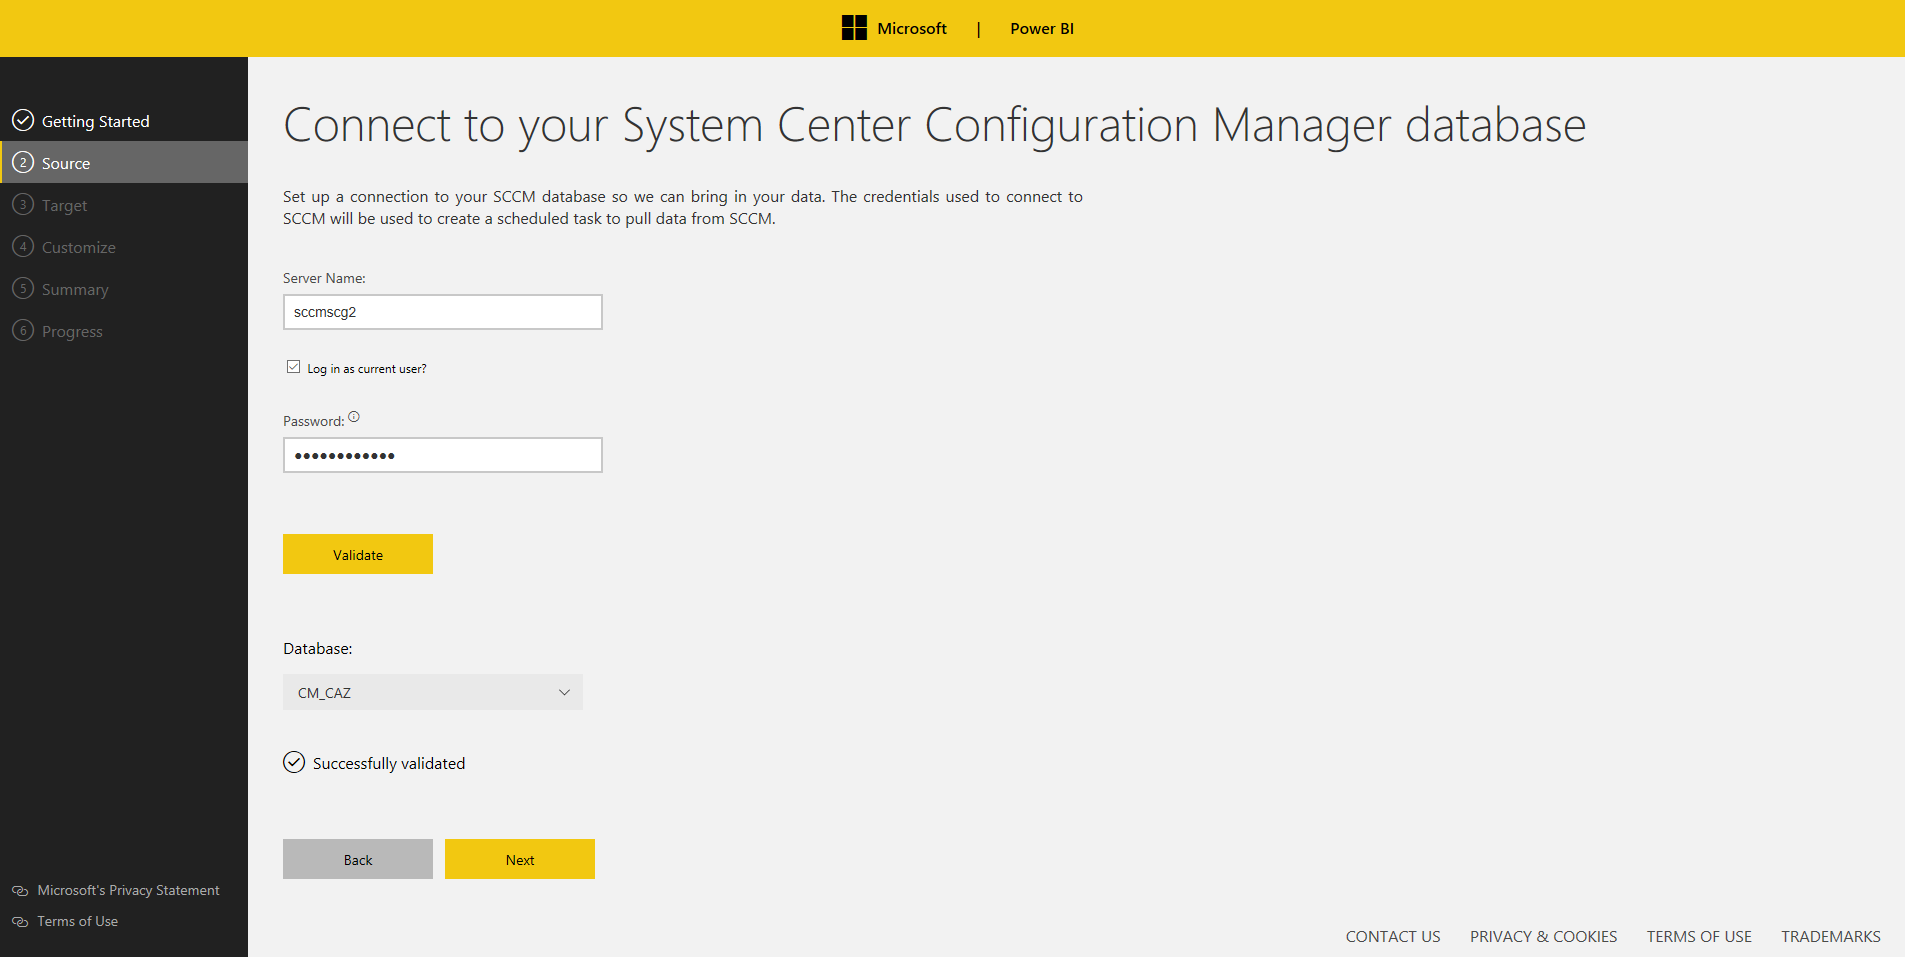 Microsoft | Power BI
Getting Started
2 Source
3 Target
4 Customize
5 Summary
6 Progress
Microsoft's Privacy Statement
Terms of Use
Connect to your System Center Configuration Manager database
Set up a connection to your SCCM database so we can bring in your data. The credentials used to connect to
SCCM will be used to create a scheduled task to pull data from SCCM.
Server Name:
sccmscg2
Log in as current user?
Password:
••••••••••••
Validate
Database:
CM_CAZ
Successfully validated
Back Next
CONTACT US PRIVACY & COOKIES TERMS OF USE TRADEMARKS